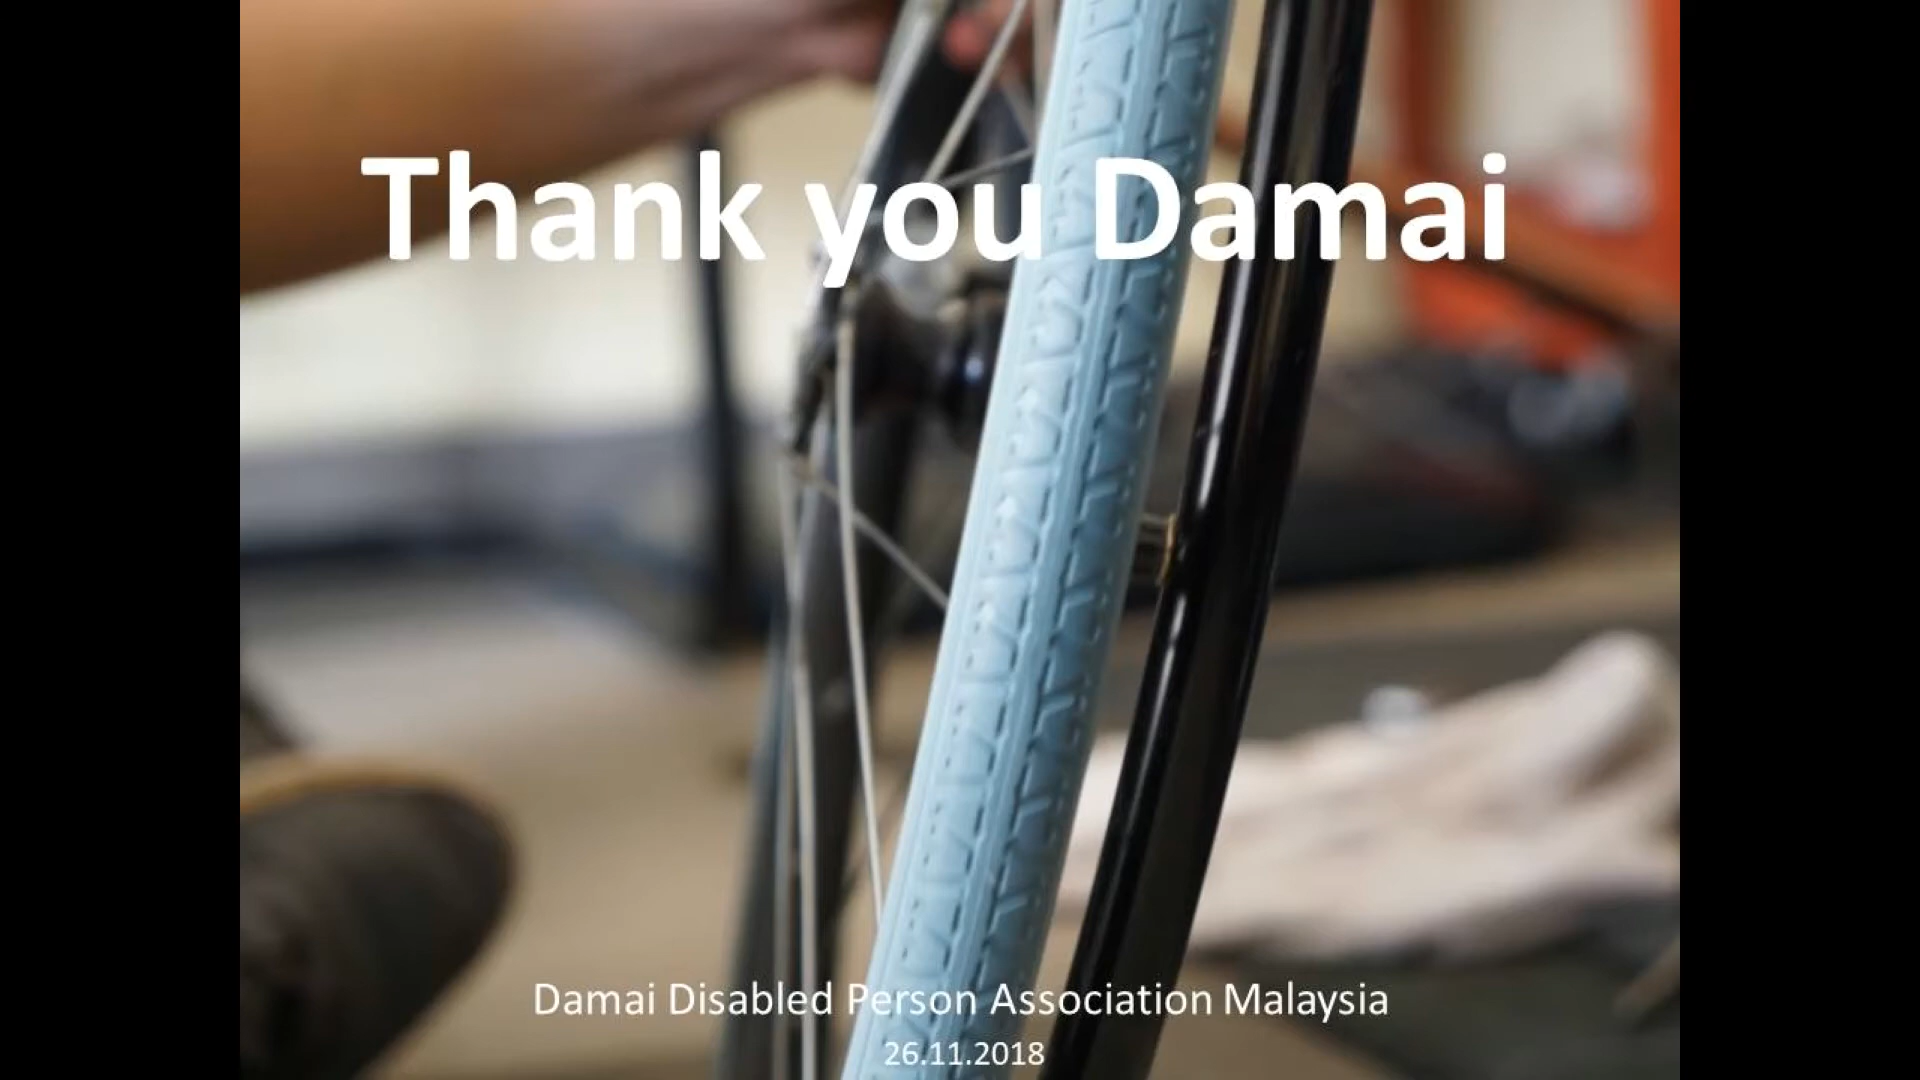 Thank you Damai
Damai Disabled Person Association Malaysia
26.11.2018